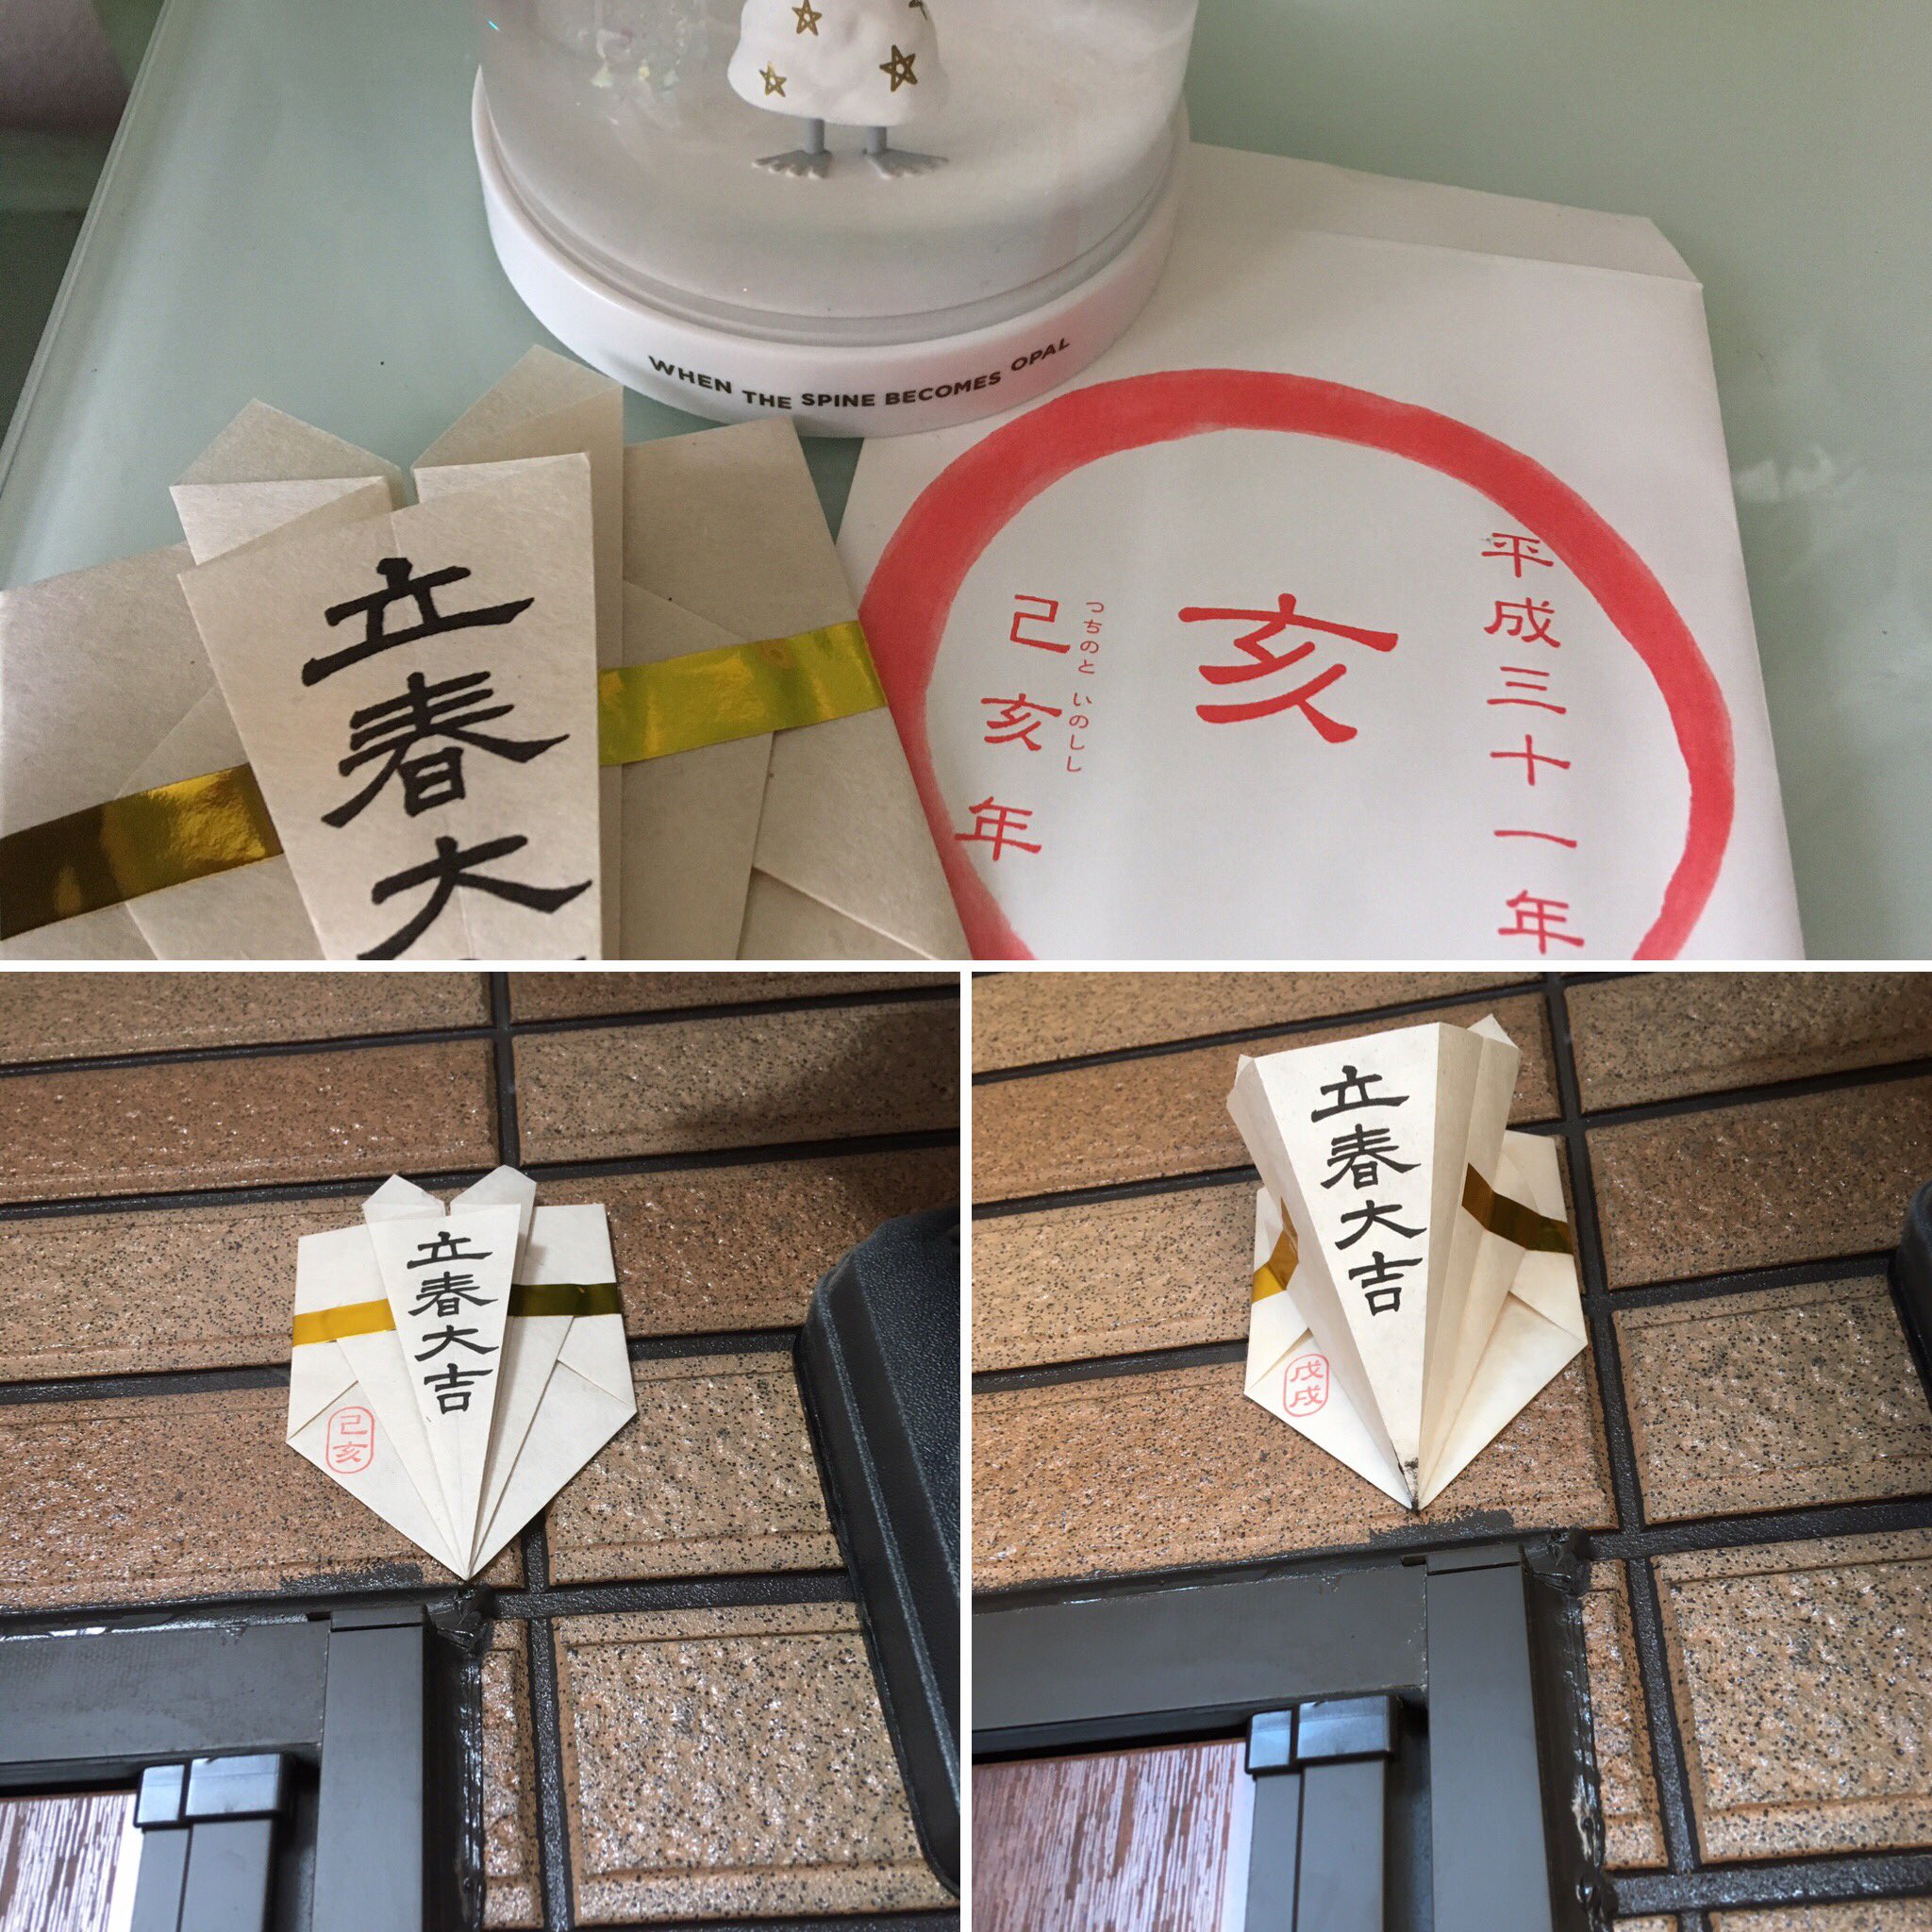 WHEN THE SPINE BECOMES OPAL
立春大
平成三十一年
亥
つちのと いのしし
己亥年
立春大吉
己亥
立春大吉
戊戌